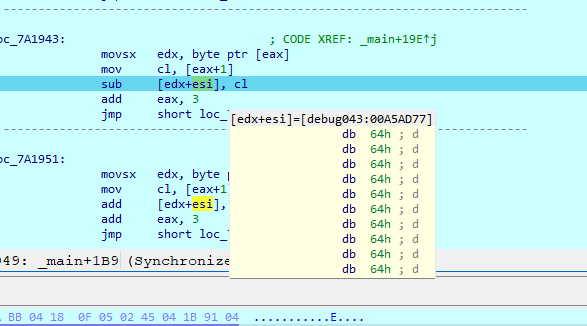 oc_7A1943: ; CODE XREF: _main+19E↑j
movsx edx, byte ptr [eax]
mov cl, [eax+1]
sub [edx+esi], cl
add eax, 3
jmp short loc_
[edx+esi]=[debug043:00A5AD77]
db 64h ; d
db 64h ; d
db 64h ; d
db 64h ; d
db 64h ; d
db 64h ; d
db 64h ; d
db 64h ; d
db 64h ; d
db 64h ; d
oc_7A1951:
movsx edx, byte p
mov cl, [eax+1
add [edx+esi],
add eax, 3
jmp short loc_
049: _main+1B9 (Synchronize
BB 04 18 0F 05 02 45 04 1B 91 04 ...........E....